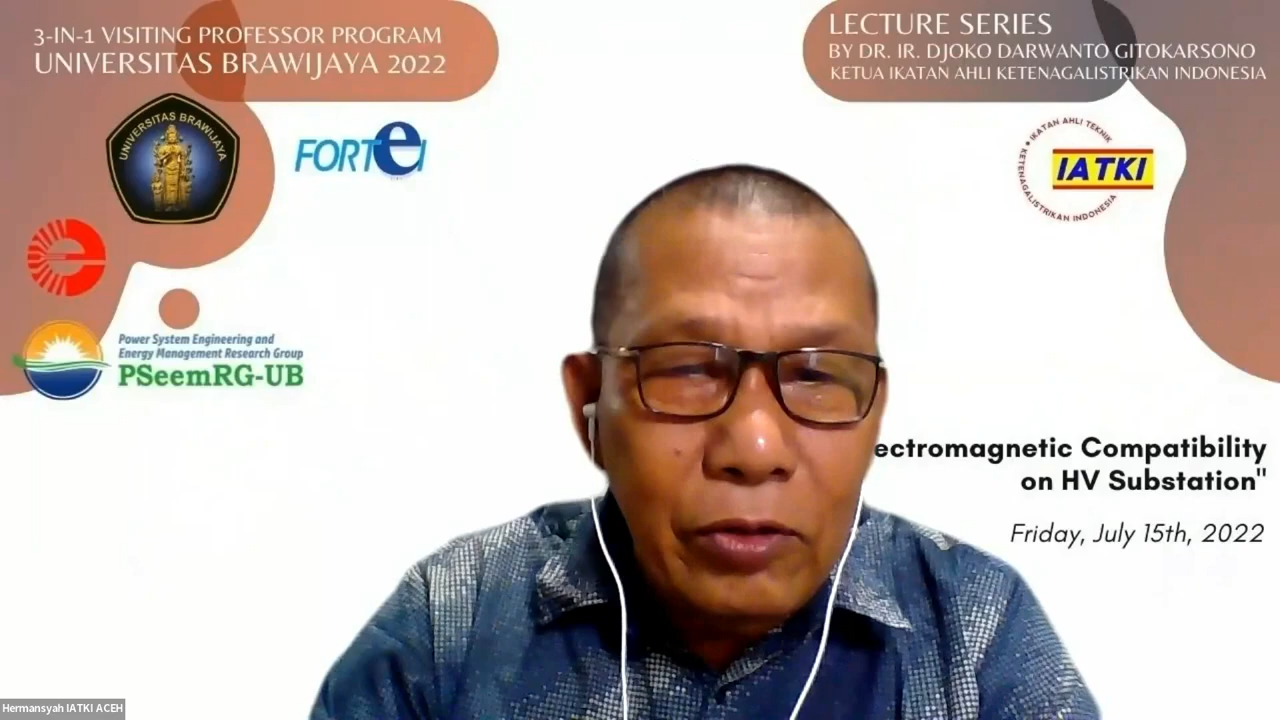 3-IN-1 VISITING PROFESSOR PROGRAM
UNIVERSITAS BRAWIJAYA 2022
LECTURE SERIES
BY DR. IR. DJOKO DARWANTO GITOKARSONO
KETUA IKATAN AHLI KETENAGALISTRIKAN INDONESIA
UNIVERSITAS BRAWIJAYA
FORTEI
IKATAN AHLI TEKNIK
KETENAGALISTRIKAN INDONESIA
IATKI
Power System Engineering and
Energy Management Research Group
PSeemRG-UB
ectromagnetic Compatibility
on HV Substation"
Friday, July 15th, 2022
Hermansyah IATKI ACEH